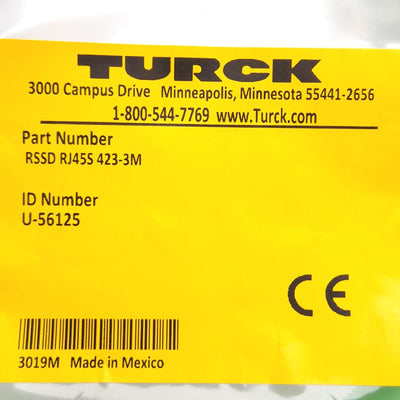 TURCK
3000 Campus Drive Minneapolis, Minnesota 55441-2656
1-800-544-7769 www.Turck.com
Part Number
RSSD RJ45S 423-3M
ID Number
U-56125
CE
3019M Made in Mexico